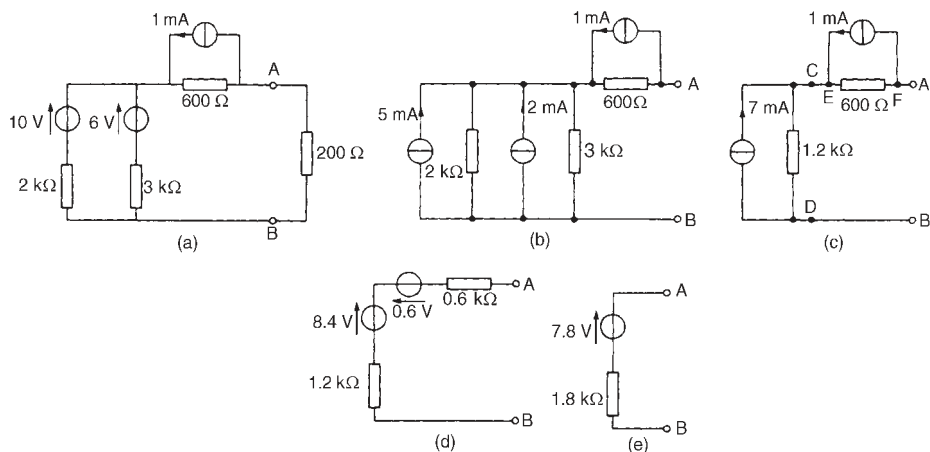 1 mA
A
600 Ω
10 V
6 V
200 Ω
2 kΩ
3 kΩ
B
(a)
1 mA
A
600Ω
5 mA
2 mA
2 kΩ
3 kΩ
B
(b)
1 mA
C
A
E
600 Ω
F
7 mA
1.2 kΩ
D
B
(c)
A
0.6 V
0.6 kΩ
8.4 V
1.2 kΩ
B
(d)
A
7.8 V
1.8 kΩ
B
(e)